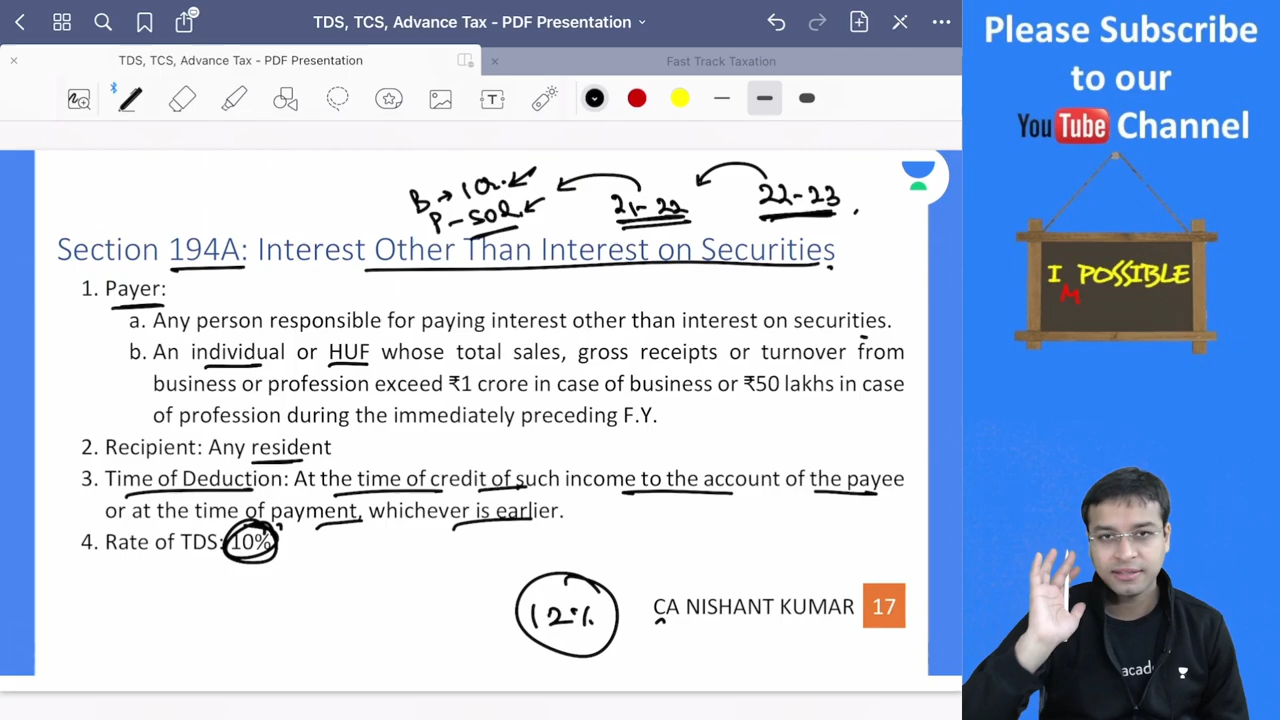 TDS, TCS, Advance Tax - PDF Presentation
TDS, TCS, Advance Tax - PDF Presentation
Fast Track Taxation
T
B → 1 cr.
P - 50L
21-22
22-23
Section 194A: Interest Other Than Interest on Securities
1. Payer:
a. Any person responsible for paying interest other than interest on securities.
b. An individual or HUF whose total sales, gross receipts or turnover from
business or profession exceed ₹1 crore in case of business or ₹50 lakhs in case
of profession during the immediately preceding F.Y.
2. Recipient: Any resident
3. Time of Deduction: At the time of credit of such income to the account of the payee
or at the time of payment, whichever is earlier.
4. Rate of TDS: 10%
12%
CA NISHANT KUMAR 17
Please Subscribe
to our
YouTube Channel
I M POSSIBLE
acade